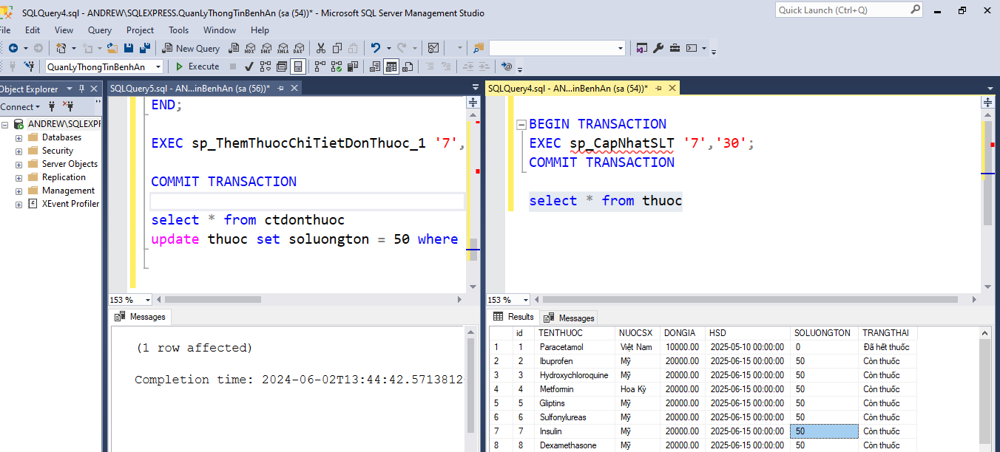 SQLQuery4.sql - ANDREW\SQLEXPRESS.QuanLyThongTinBenhAn (sa (54))* - Microsoft SQL Server Management Studio
Quick Launch (Ctrl+Q)
File Edit View Query Project Tools Window Help
New Query
MDX DMX XMLA DAX
QuanLyThongTinBenhAn
Execute
Object Explorer
Connect
ANDREW\SQLEXPR
Databases
Security
Server Objects
Replication
Management
XEvent Profiler
SQLQuery5.sql - AN...inBenhAn (sa (56))*
END;
EXEC sp_ThemThuocChiTietDonThuoc_1 '7',
COMMIT TRANSACTION
select * from ctdonthuoc
update thuoc set soluongton = 50 where
153 %
Messages
(1 row affected)
Completion time: 2024-06-02T13:44:42.5713812
SQLQuery4.sql - AN...inBenhAn (sa (54))*
BEGIN TRANSACTION
EXEC sp_CapNhatSLT '7','30';
COMMIT TRANSACTION
select * from thuoc
153 %
Results Messages
id TENTHUOC NUOCSX DONGIA HSD SOLUONGTON TRANGTHAI
1 1 Paracetamol Việt Nam 10000.00 2025-05-10 00:00:00 0 Đã hết thuốc
2 2 Ibuprofen Mỹ 20000.00 2025-06-15 00:00:00 50 Còn thuốc
3 3 Hydroxychloroquine Mỹ 20000.00 2025-06-15 00:00:00 50 Còn thuốc
4 4 Metformin Hoa Kỳ 20000.00 2025-06-15 00:00:00 50 Còn thuốc
5 5 Gliptins Mỹ 20000.00 2025-06-15 00:00:00 50 Còn thuốc
6 6 Sulfonylureas Mỹ 20000.00 2025-06-15 00:00:00 50 Còn thuốc
7 7 Insulin Mỹ 20000.00 2025-06-15 00:00:00 50 Còn thuốc
8 8 Dexamethasone Mỹ 20000.00 2025-06-15 00:00:00 50 Còn thuốc